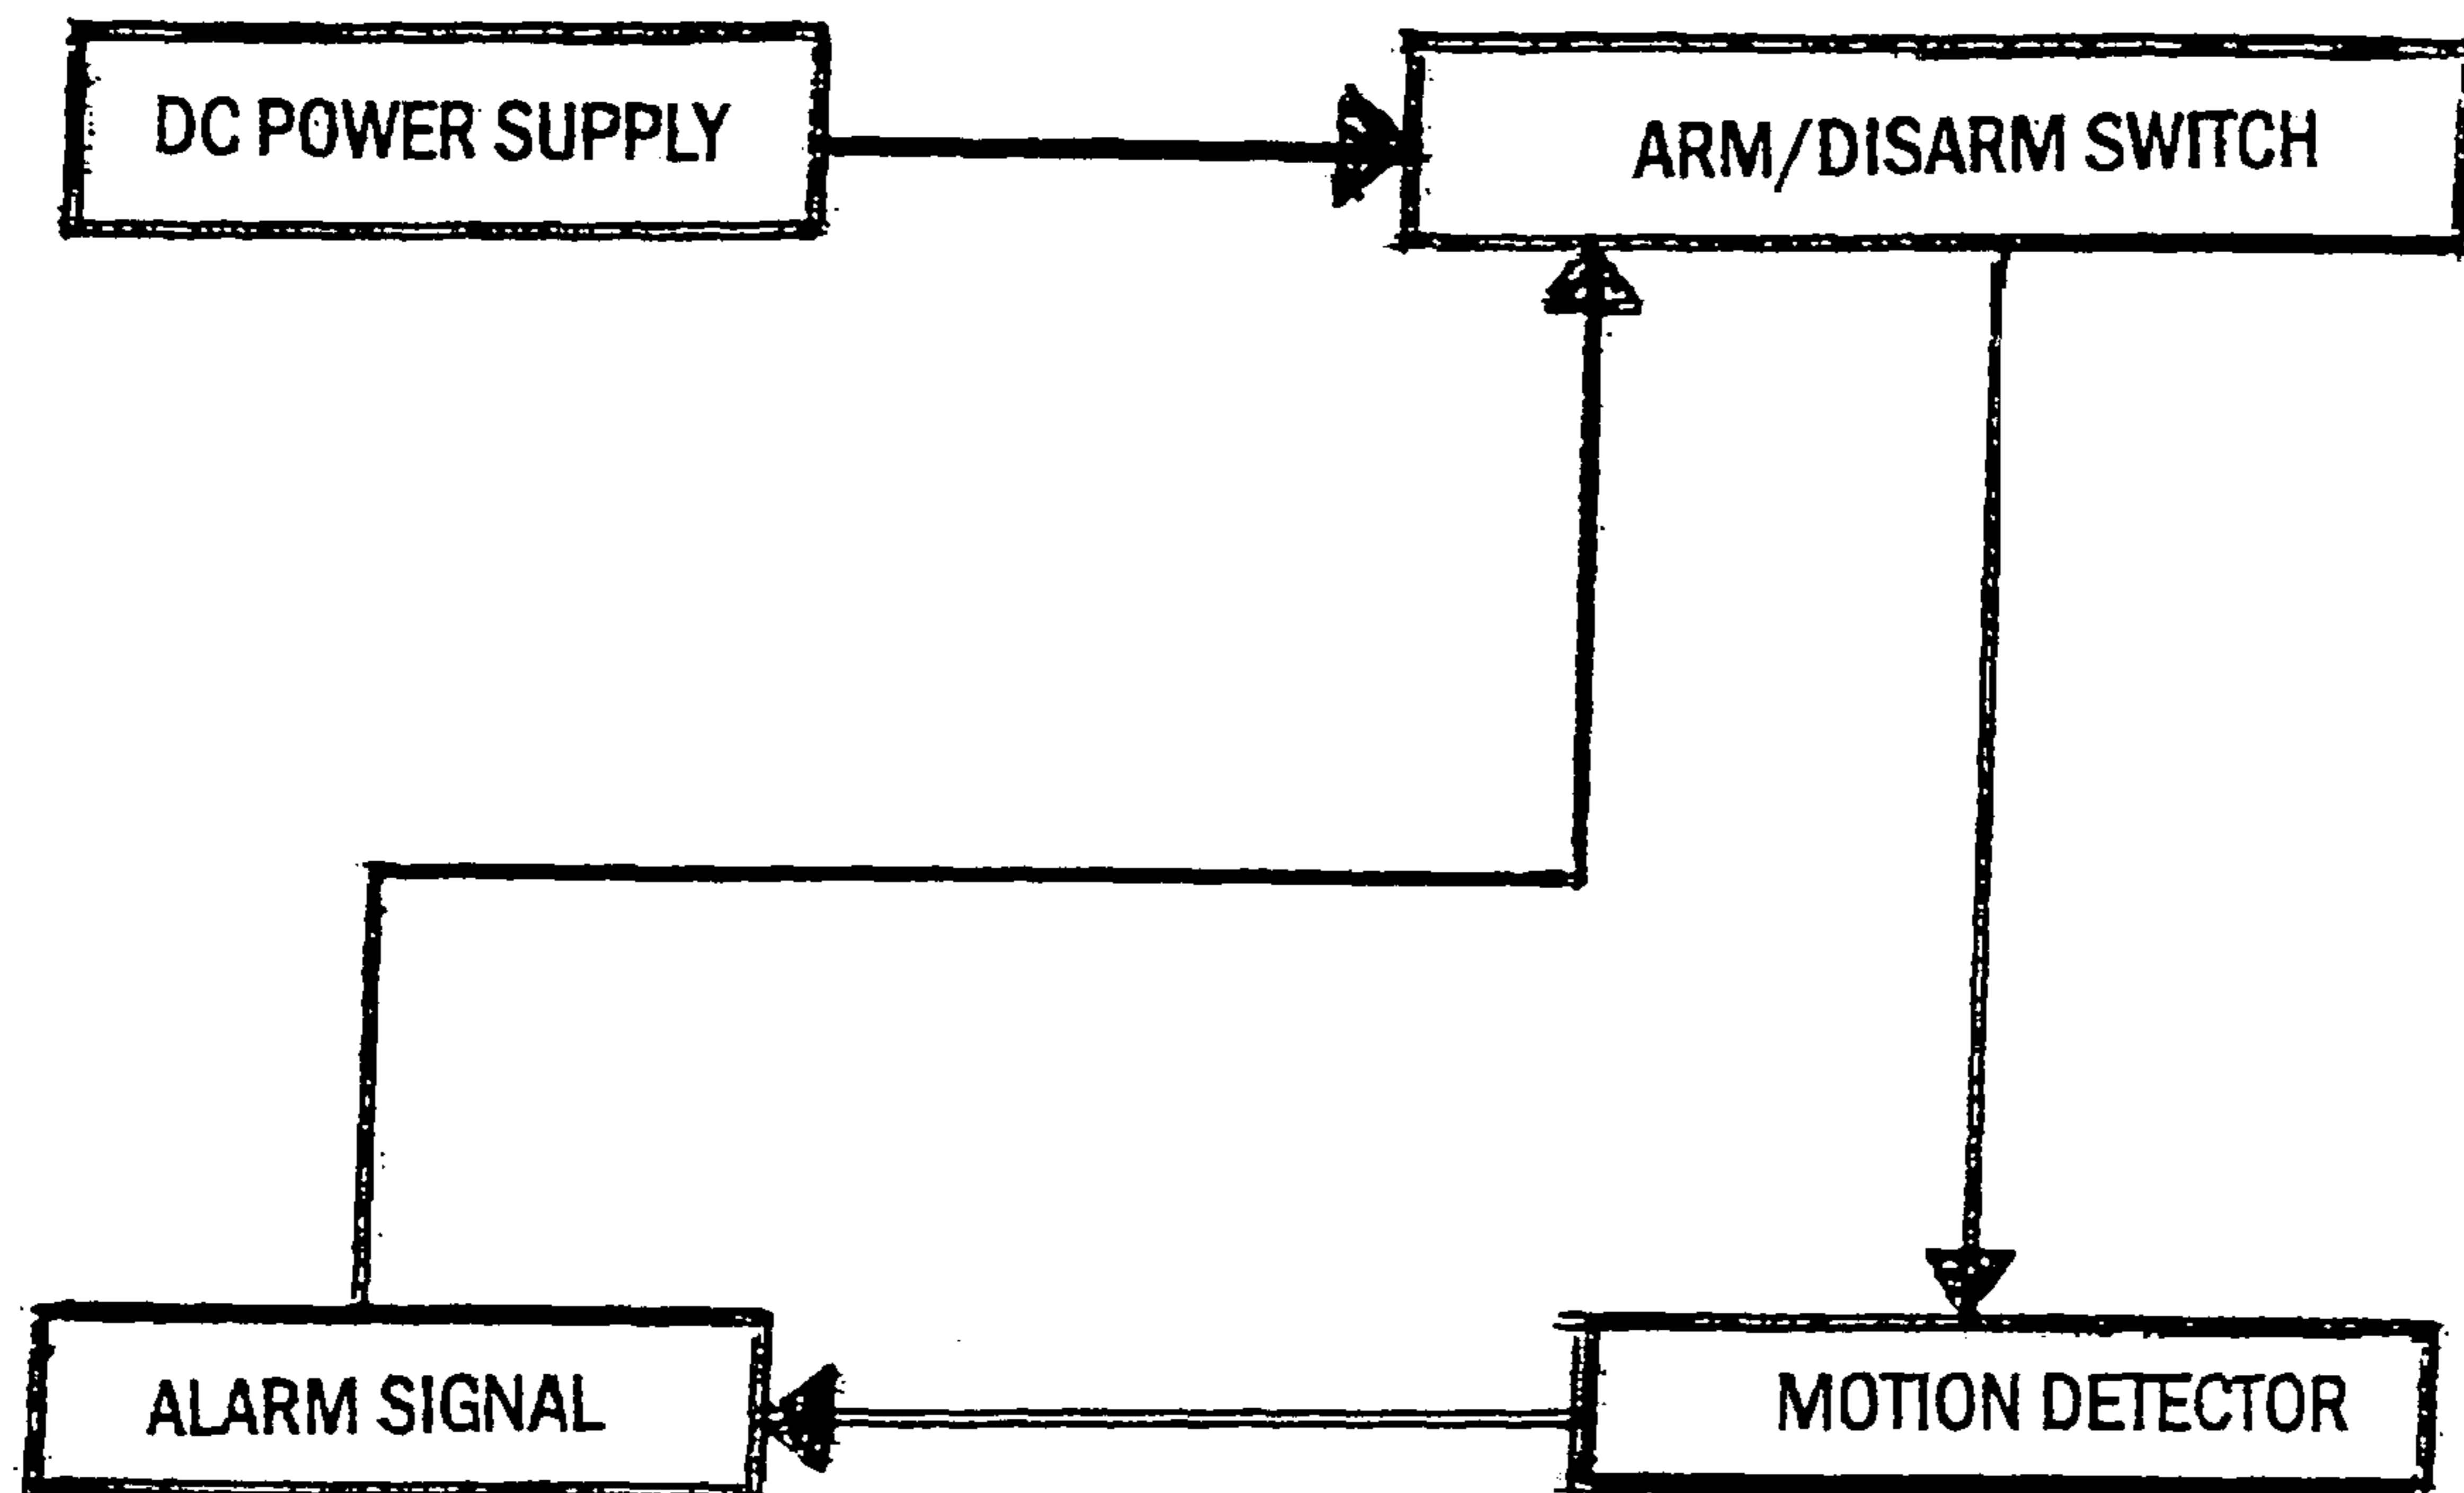 DC POWER SUPPLY
ARM/DISARM SWITCH
ALARM SIGNAL
MOTION DETECTOR